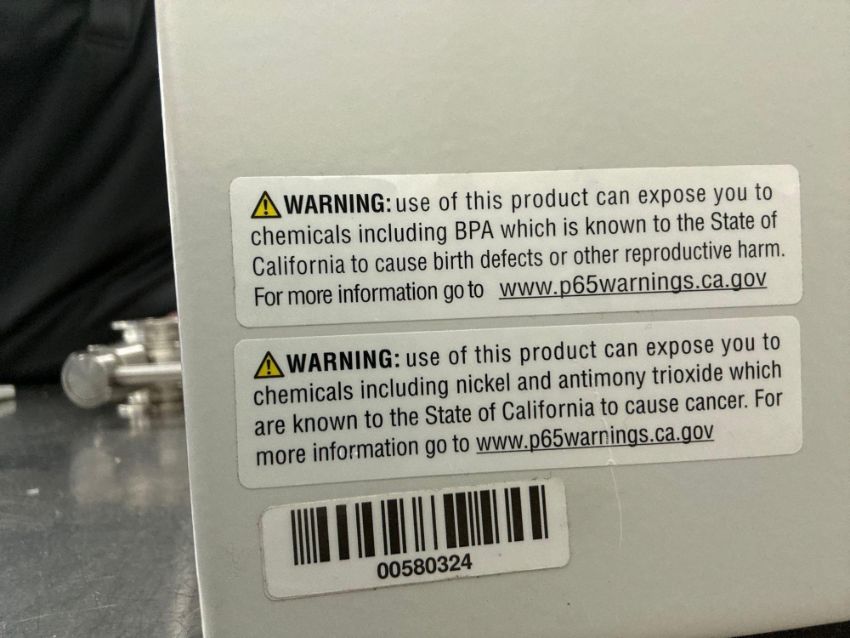 ⚠WARNING: use of this product can expose you to
chemicals including BPA which is known to the State of
California to cause birth defects or other reproductive harm.
For more information go to www.p65warnings.ca.gov
⚠WARNING: use of this product can expose you to
chemicals including nickel and antimony trioxide which
are known to the State of California to cause cancer. For
more information go to www.p65warnings.ca.gov
00580324